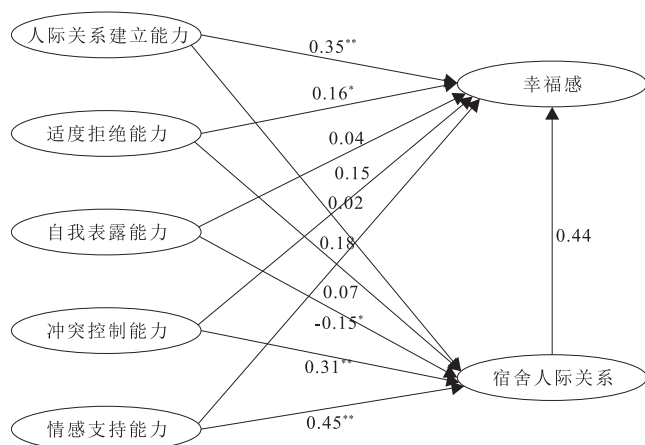 人际关系建立能力
0.35**
幸福感
0.16*
适度拒绝能力
0.04
0.15
0.02
自我表露能力
0.44
0.18
0.07
-0.15*
冲突控制能力
0.31**
宿舍人际关系
0.45**
情感支持能力